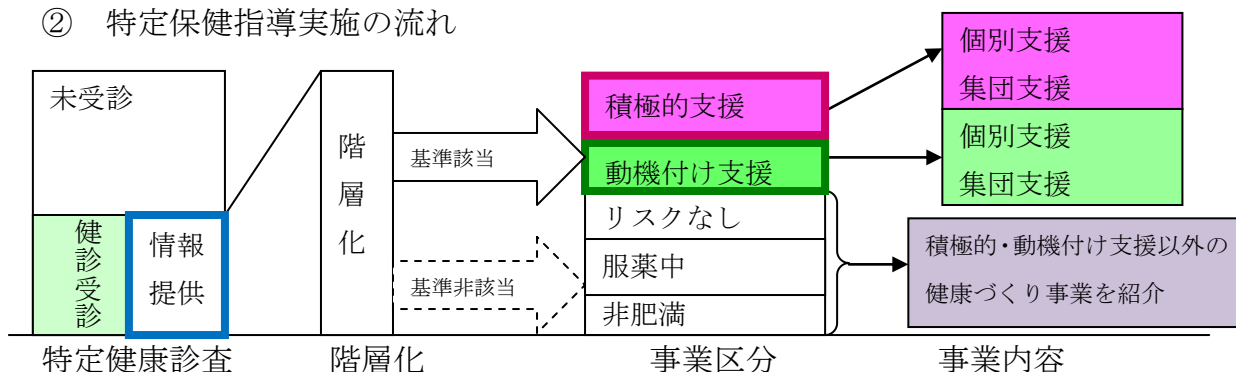 ② 特定保健指導実施の流れ
未受診
健診受診
情報
提供
階層化
基準該当
基準非該当
積極的支援
動機付け支援
リスクなし
服薬中
非肥満
個別支援
集団支援
個別支援
集団支援
積極的・動機付け支援以外の
健康づくり事業を紹介
特定健康診査
階層化
事業区分
事業内容